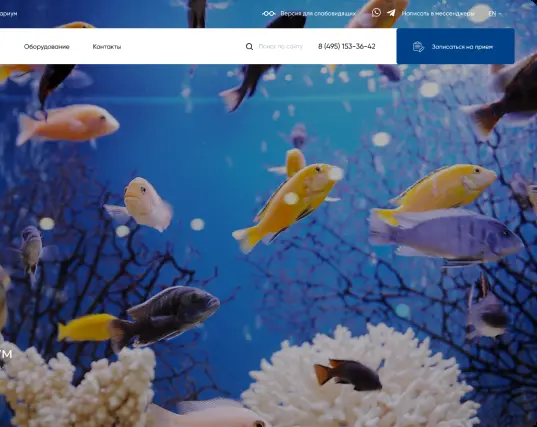 ариум
Версия для слабовидящих
Написать в мессенджеры
EN
Оборудование
Контакты
Поиск по сайту
8 (495) 153-36-42
Записаться на прием
ум